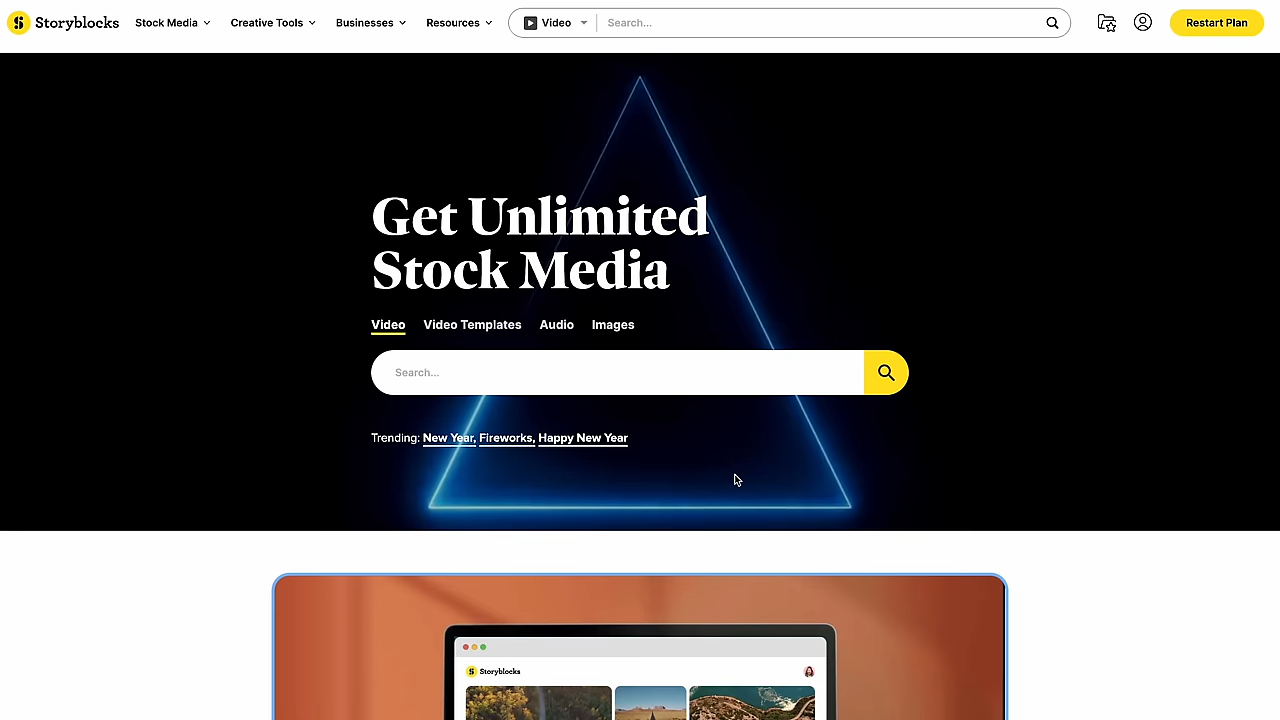 Storyblocks Stock Media Creative Tools Businesses Resources Video Search... Restart Plan
Get Unlimited
Stock Media
Video Video Templates Audio Images
Search...
Trending: New Year, Fireworks, Happy New Year
Storyblocks